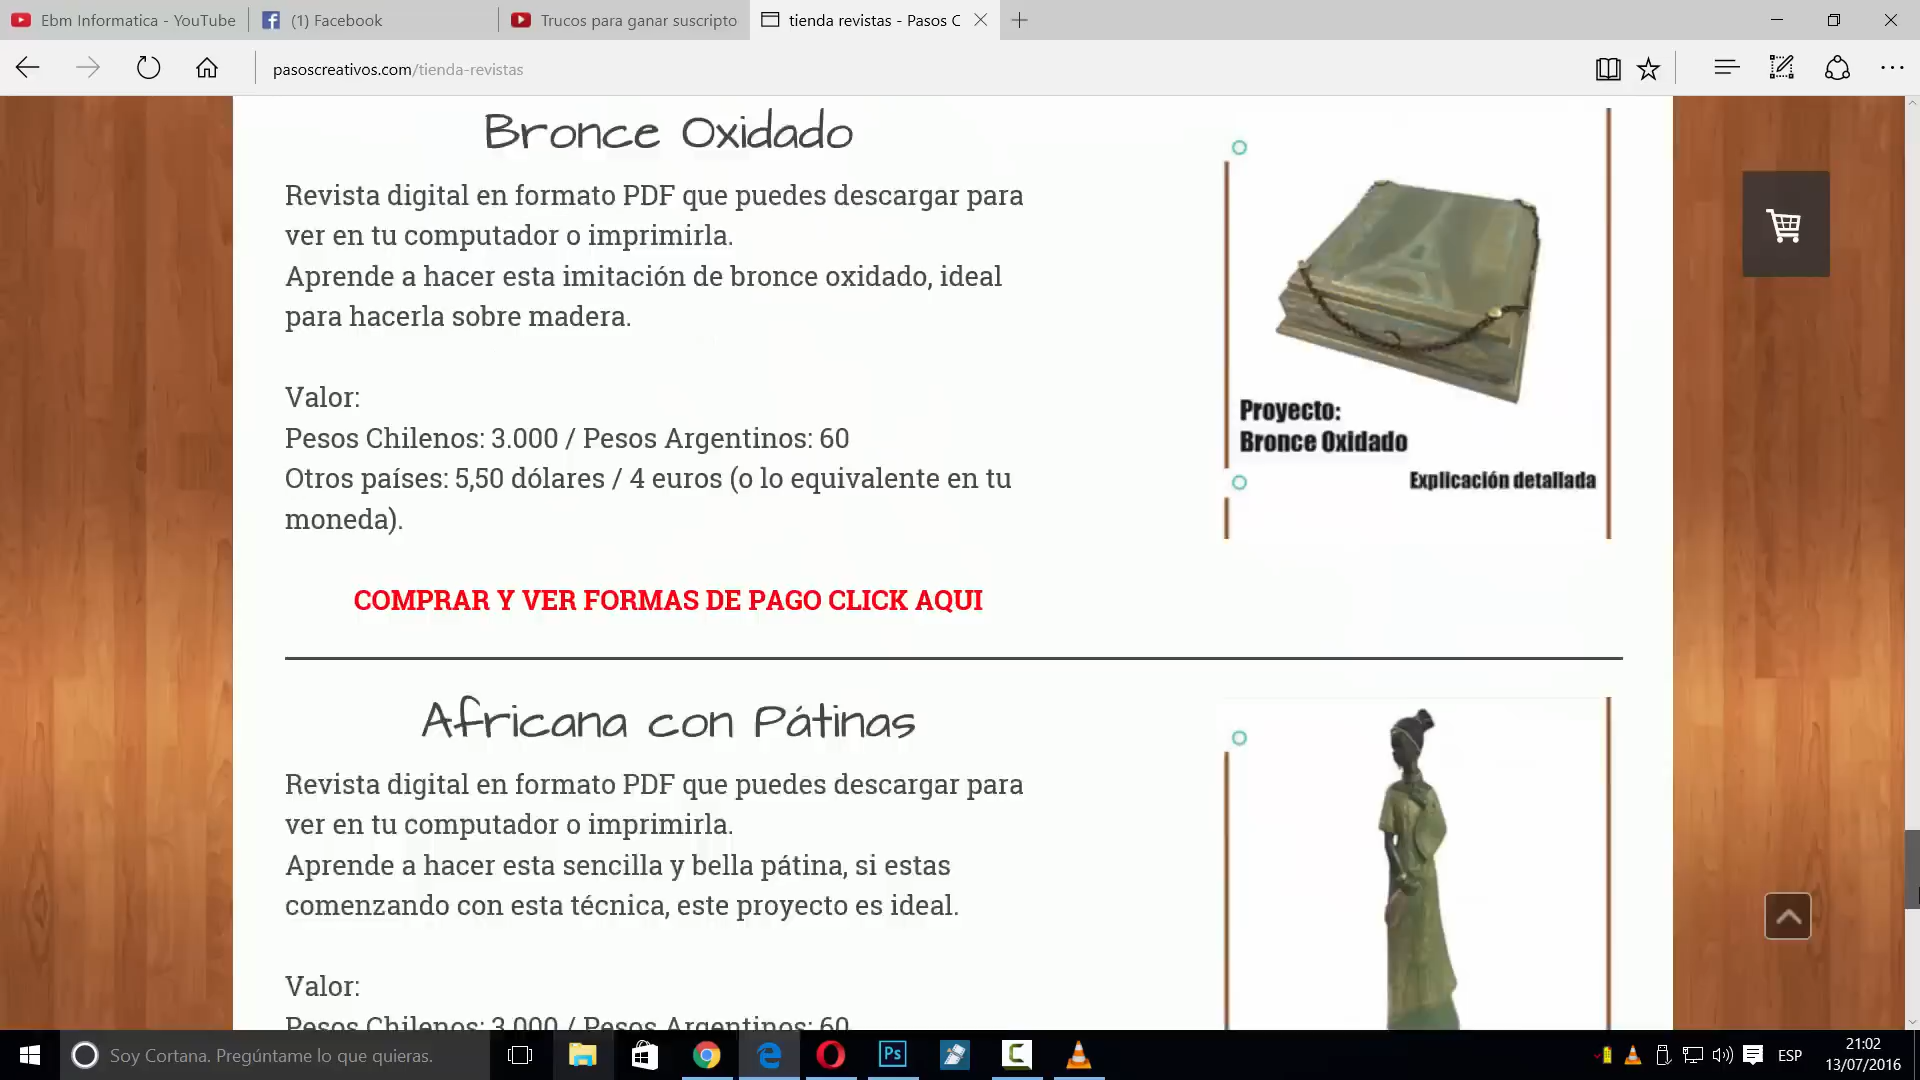 Ebm Informatica - YouTube
(1) Facebook
Trucos para ganar suscripto
tienda revistas - Pasos C
pasoscreativos.com/tienda-revistas
Bronce Oxidado
Revista digital en formato PDF que puedes descargar para
ver en tu computador o imprimirla.
Aprende a hacer esta imitación de bronce oxidado, ideal
para hacerla sobre madera.
Valor:
Pesos Chilenos: 3.000 / Pesos Argentinos: 60
Otros países: 5,50 dólares / 4 euros (o lo equivalente en tu
moneda).
COMPRAR Y VER FORMAS DE PAGO CLICK AQUI
Proyecto:
Bronce Oxidado
Explicación detallada
Africana con Pátinas
Revista digital en formato PDF que puedes descargar para
ver en tu computador o imprimirla.
Aprende a hacer esta sencilla y bella pátina, si estas
comenzando con esta técnica, este proyecto es ideal.
Valor:
Pesos Chilenos: 3.000 / Pesos Argentinos: 60
Soy Cortana. Pregúntame lo que quieras.
Ps
ESP
21:02
13/07/2016